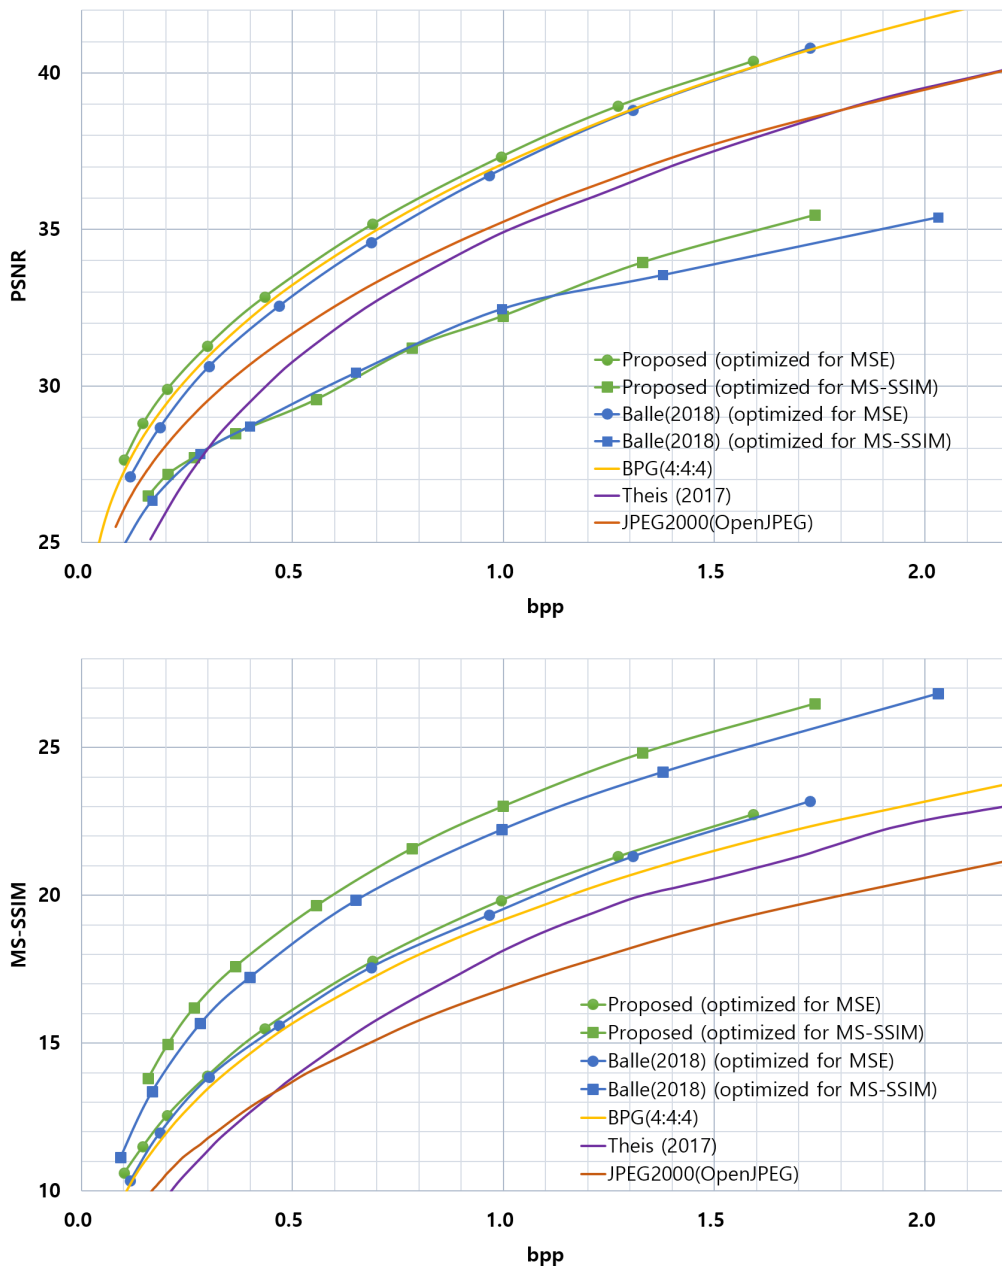 40
35
30
25
PSNR
Proposed (optimized for MSE)
Proposed (optimized for MS-SSIM)
Balle(2018) (optimized for MSE)
Balle(2018) (optimized for MS-SSIM)
BPG(4:4:4)
Theis (2017)
JPEG2000(OpenJPEG)
0.0 0.5 1.0 1.5 2.0
bpp
25
20
15
10
MS-SSIM
Proposed (optimized for MSE)
Proposed (optimized for MS-SSIM)
Balle(2018) (optimized for MSE)
Balle(2018) (optimized for MS-SSIM)
BPG(4:4:4)
Theis (2017)
JPEG2000(OpenJPEG)
0.0 0.5 1.0 1.5 2.0
bpp